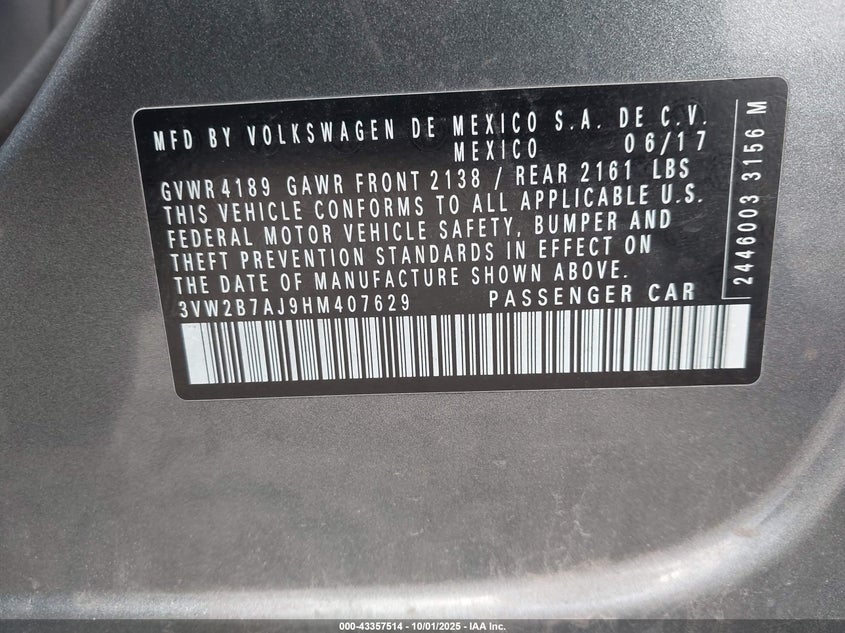 MFD BY VOLKSWAGEN DE MEXICO S.A. DE C.V.
MEXICO 06/17
GVWR 4189 GAWR FRONT 2138 / REAR 2161 LBS
THIS VEHICLE CONFORMS TO ALL APPLICABLE U.S.
FEDERAL MOTOR VEHICLE SAFETY, BUMPER AND
THEFT PREVENTION STANDARDS IN EFFECT ON
THE DATE OF MANUFACTURE SHOWN ABOVE.
3VW2B7AJ9HM407629 PASSENGER CAR
2446003 3156 M
000-43357514 - 10/01/2025 - IAA Inc.